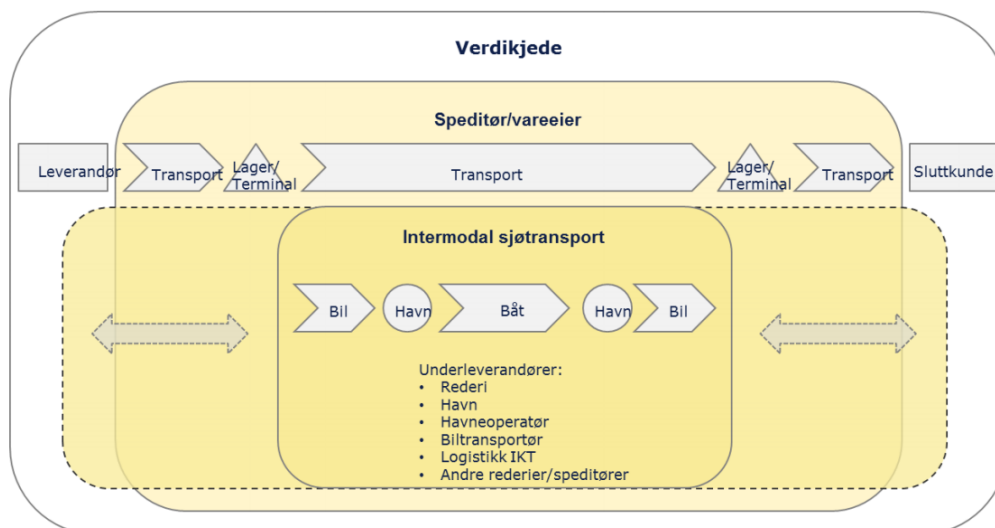 Verdikjede
Speditør/vareeier
Leverandør
Transport
Lager/
Terminal
Transport
Lager/
Terminal
Transport
Sluttkunde
Intermodal sjøtransport
Bil
Havn
Båt
Havn
Bil
Underleverandører:
• Rederi
• Havn
• Havneoperatør
• Biltransportør
• Logistikk IKT
• Andre rederier/speditører